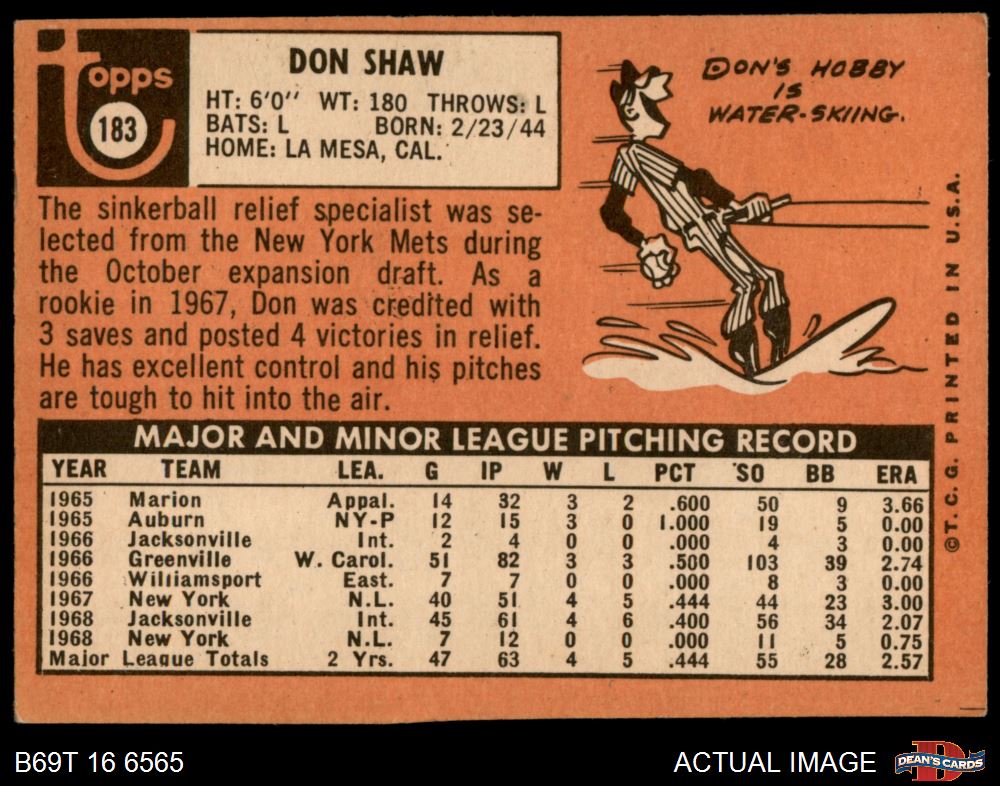 Topps
183
DON SHAW
HT: 6'0" WT: 180 THROWS: L
BATS: L BORN: 2/23/44
HOME: LA MESA, CAL.
The sinkerball relief specialist was se-
lected from the New York Mets during
the October expansion draft. As a
rookie in 1967, Don was credited with
3 saves and posted 4 victories in relief.
He has excellent control and his pitches
are tough to hit into the air.
DON'S HOBBY
IS
WATER-SKIING.
©T.C.G. PRINTED IN U.S.A.
MAJOR AND MINOR LEAGUE PITCHING RECORD
YEAR TEAM LEA. G IP W L PCT SO BB ERA
1965 Marion Appal. 14 32 3 2 .600 50 9 3.66
1965 Auburn NY-P 12 15 3 0 1.000 19 5 0.00
1966 Jacksonville Int. 2 4 0 0 .000 4 3 0.00
1966 Greenville W. Carol. 51 82 3 3 .500 103 39 2.74
1966 Williamsport East. 7 7 0 0 .000 8 3 0.00
1967 New York N.L. 40 51 4 5 .444 44 23 3.00
1968 Jacksonville Int. 45 61 4 6 .400 56 34 2.07
1968 New York N.L. 7 12 0 0 .000 11 5 0.75
Major League Totals 2 Yrs. 47 63 4 5 .444 55 28 2.57
B69T 16 6565
ACTUAL IMAGE
D
DEAN'S CARDS